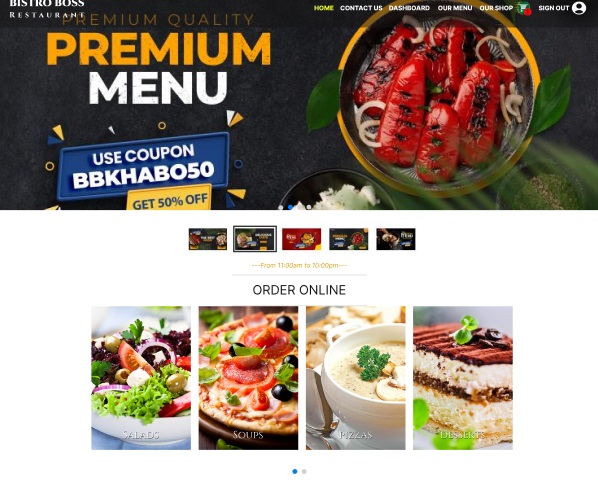 BISTRO BOSS
RESTAURANT
HOME CONTACT US DASHBOARD OUR MENU OUR SHOP SIGN OUT
PREMIUM QUALITY
PREMIUM
MENU
USE COUPON
BBKHABO50
GET 50% OFF
---From 11:00am to 10:00pm---
ORDER ONLINE
SALADS SOUPS PIZZAS DESSERTS